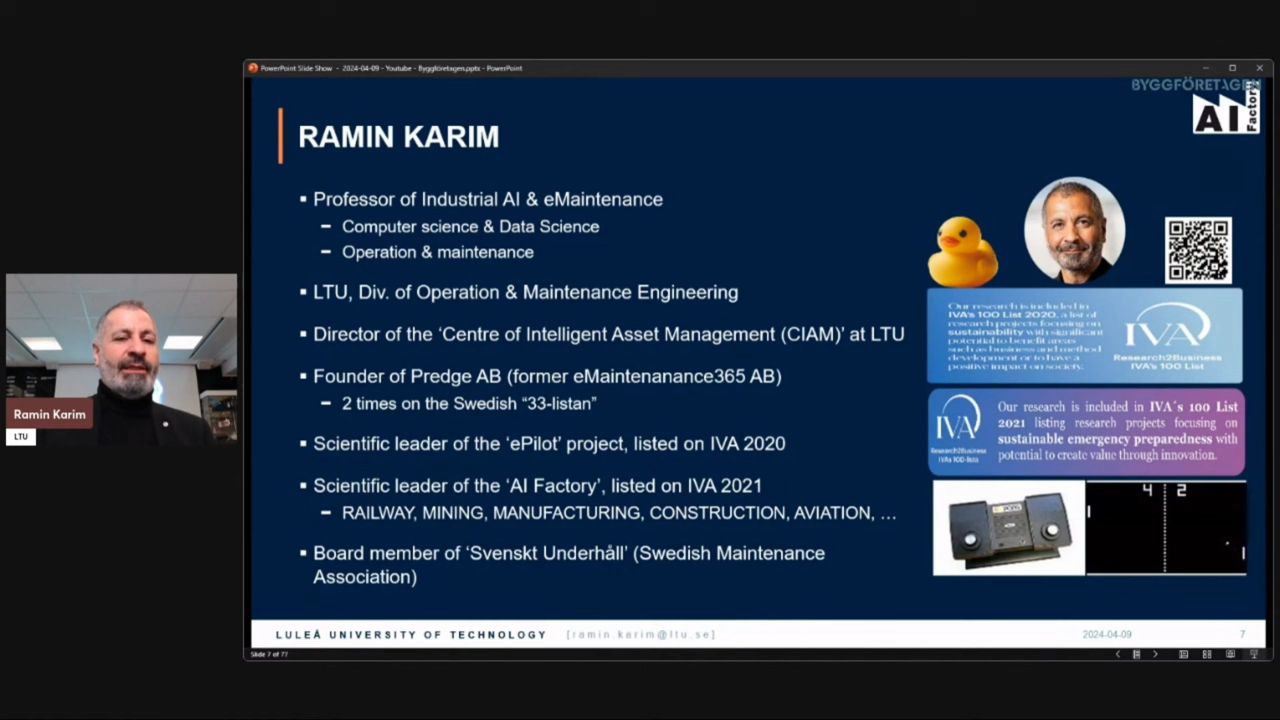 PowerPoint Slide Show - 2024-04-09 - Youtube - Byggföretagen.pptx - PowerPoint
BYGGFÖRETAGEN
AI Factory
RAMIN KARIM
Professor of Industrial AI & eMaintenance
Computer science & Data Science
Operation & maintenance
LTU, Div. of Operation & Maintenance Engineering
Director of the ‘Centre of Intelligent Asset Management (CIAM)’ at LTU
Founder of Predge AB (former eMaintenanance365 AB)
2 times on the Swedish “33-listan”
Scientific leader of the ‘ePilot’ project, listed on IVA 2020
Scientific leader of the ‘AI Factory’, listed on IVA 2021
RAILWAY, MINING, MANUFACTURING, CONSTRUCTION, AVIATION, …
Board member of ‘Svenskt Underhåll’ (Swedish Maintenance
Association)
Our research is included in
IVA's 100 List 2020, a list of
research projects focusing on
sustainability with significant
potential to benefit areas
such as business and method
development or to have a
positive impact on society.
IVA
Research2Business
IVA's 100 List
IVA
Research2Business
IVAs 100-lista
Our research is included in IVA´s 100 List
2021 listing research projects focusing on
sustainable emergency preparedness with
potential to create value through innovation.
4 2
Ramin Karim
LTU
LULEÅ UNIVERSITY OF TECHNOLOGY [ramin.karim@ltu.se] 2024-04-09 7
Slide 7 of 77